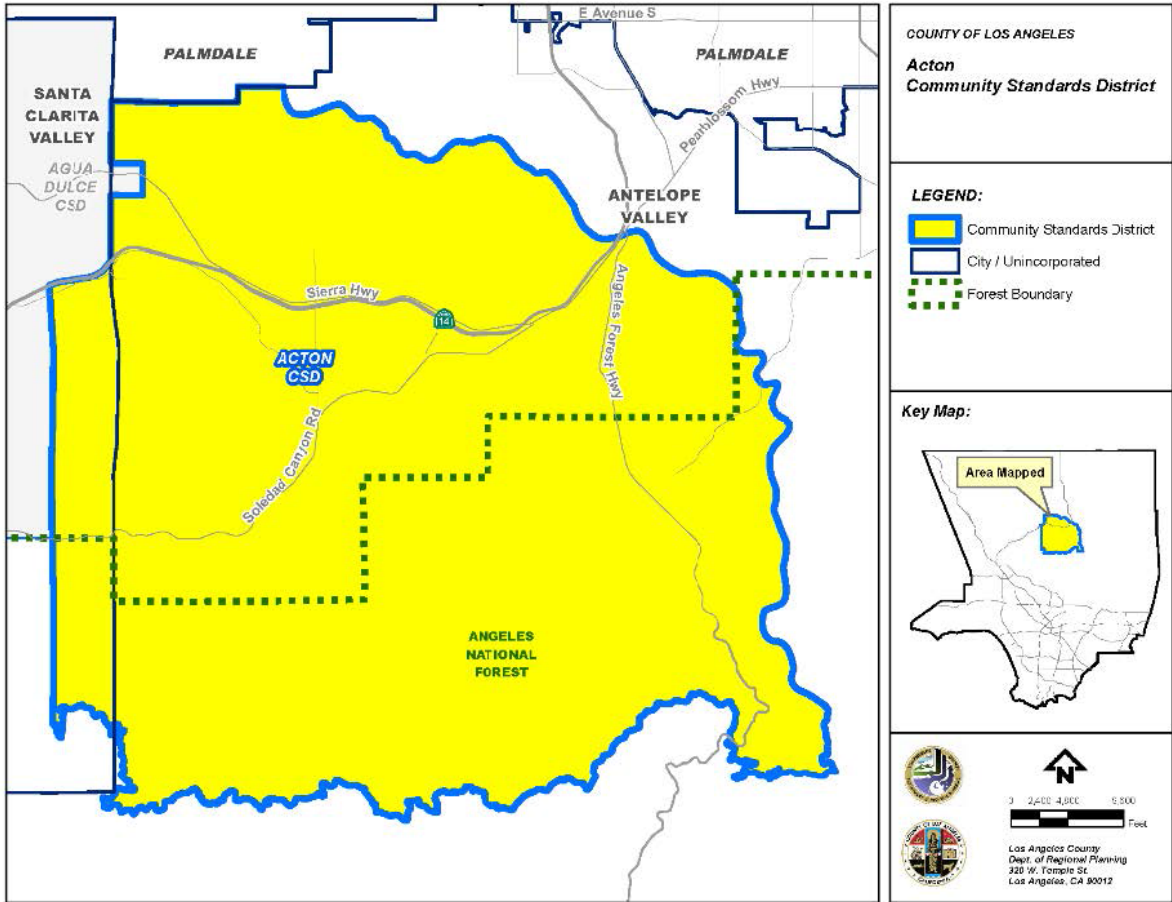 E Avenue S
PALMDALE
PALMDALE
SANTA
CLARITA
VALLEY
AGUA
DULCE
CSD
Pearblossom Hwy
ANTELOPE
VALLEY
Sierra Hwy
14
Angeles Forest Hwy
ACTON
CSD
Soledad Canyon Rd
ANGELES
NATIONAL
FOREST
COUNTY OF LOS ANGELES
Acton
Community Standards District
LEGEND:
Community Standards District
City / Unincorporated
Forest Boundary
Key Map:
Area Mapped
N
0 2,400 4,800 9,600
Feet
Los Angeles County
Dept. of Regional Planning
320 W. Temple St.
Los Angeles, CA 90012